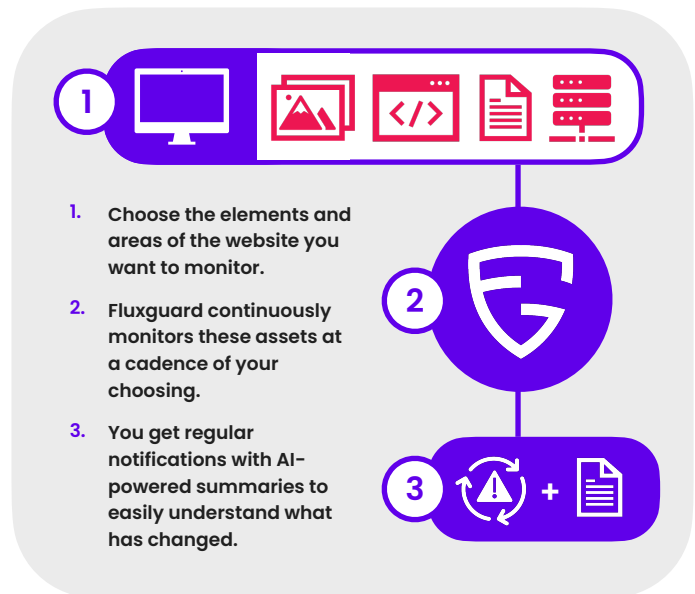 1
1. Choose the elements and
areas of the website you
want to monitor.
2. Fluxguard continuously
monitors these assets at
a cadence of your
choosing.
3. You get regular
notifications with AI-
powered summaries to
easily understand what
has changed.
</>
2
3
+